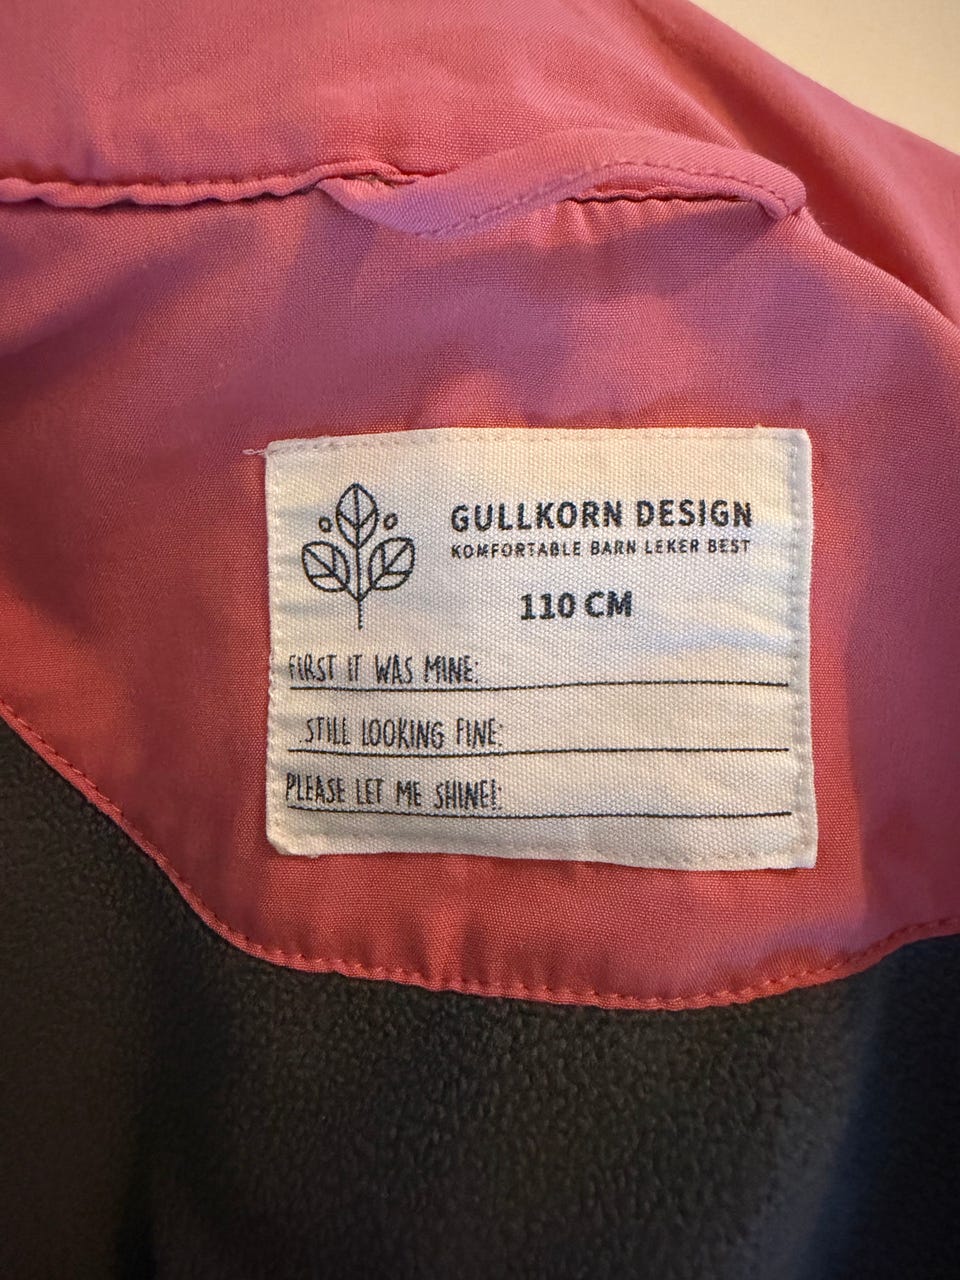 GULLKORN DESIGN
KOMFORTABLE BARN LEKER BEST
110 CM
FIRST IT WAS MINE:
STILL LOOKING FINE:
PLEASE LET ME SHINE!: